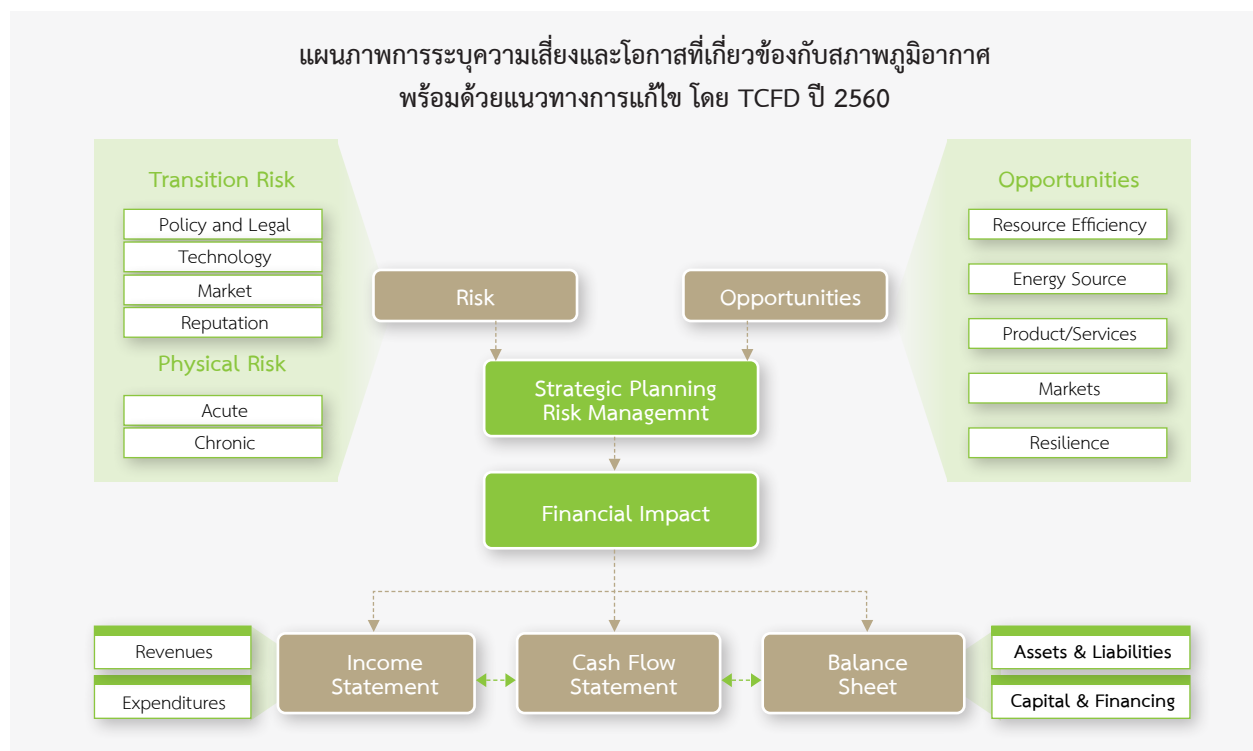 แผนภาพการระบุความเสี่ยงและโอกาสที่เกี่ยวข้องกับสภาพภูมิอากาศ
พร้อมด้วยแนวทางการแก้ไข โดย TCFD ปี 2560
Transition Risk
Policy and Legal
Technology
Market
Reputation
Physical Risk
Acute
Chronic
Risk
Opportunities
Opportunities
Resource Efficiency
Energy Source
Product/Services
Markets
Resilience
Strategic Planning
Risk Managemnt
Financial Impact
Revenues
Expenditures
Income
Statement
Cash Flow
Statement
Balance
Sheet
Assets & Liabilities
Capital & Financing